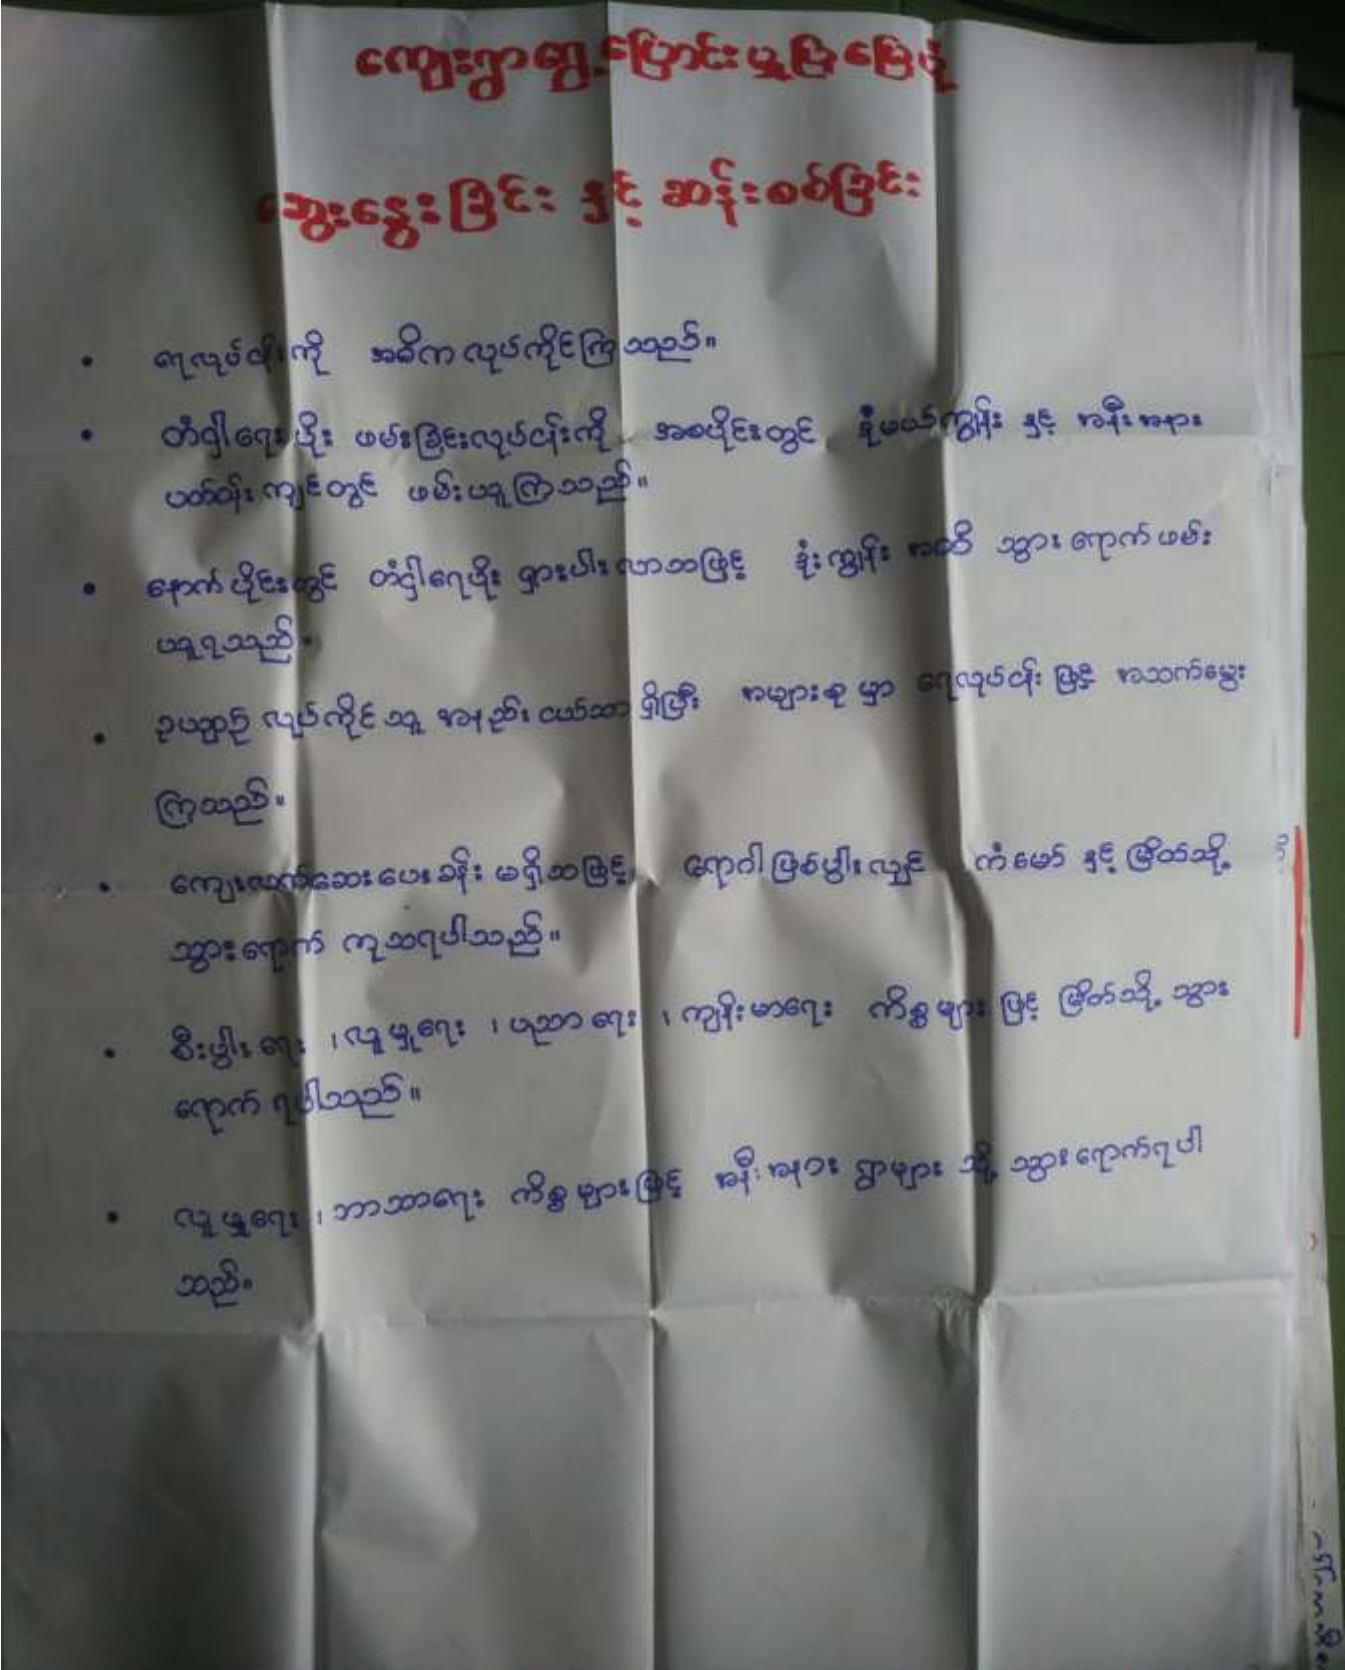 ကျေးရွာရွေ့ပြောင်းမှုပြမြေပုံ
ဆွေးနွေးခြင်း နှင့် ဆန်းစစ်ခြင်း
• ရေလုပ်ငန်းကို အဓိကလုပ်ကိုင်ကြသည်။
• တံငါရေပိုး ဖမ်းခြင်းလုပ်ငန်းကို အစပိုင်းတွင် ဒုံမယ်ကျွန်း နှင့် အနီးအနား
ပတ်ဝန်းကျင်တွင် ဖမ်းယူကြသည်။
• နောက်ပိုင်းတွင် တံငါရေပိုး ရှားပါးလာသဖြင့် ဒုံးကျွန်း အထိ သွားရောက်ဖမ်း
ယူရသည်။
• ဥယျာဉ်လုပ်ကိုင်သူ အနည်းငယ်သာရှိပြီး အများစုမှာ ရေလုပ်ငန်းဖြင့် အသက်မွေး
ကြသည်။
• ကျေးလက်ဆေးပေးခန်း မရှိသဖြင့် ရောဂါဖြစ်ပွါးလျှင် ကံမော် နှင့် မြိတ်သို့
သွားရောက် ကုသရပါသည်။
• စီးပွါးရေး၊ လူမှုရေး၊ ပညာရေး၊ ကျန်းမာရေး ကိစ္စများဖြင့် မြိတ်သို့ သွား
ရောက်ရပါသည်။
• လူမှုရေး၊ ဘာသာရေး ကိစ္စများဖြင့် အနီးအနား ရွာများသို့ သွားရောက်ရပါ
သည်။